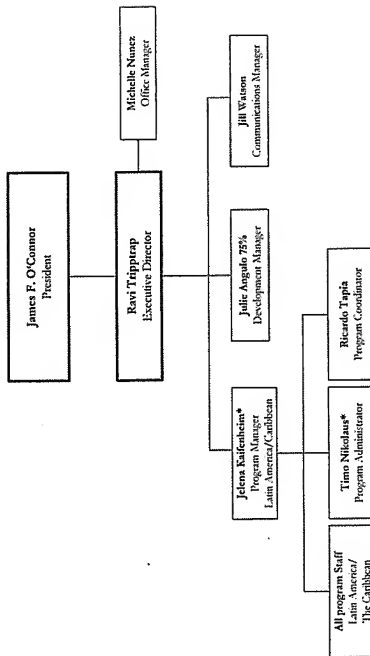 James F. O'Connor
President
Michelle Nunez
Office Manager
Ravi Tripptrap
Executive Director
Jelena Kaifenheim*
Program Manager
Latin America/Caribbean
Julie Angulo 75%
Development Manager
Jill Watson
Communications Manager
All program Staff
Latin America/
The Caribbean
Timo Nikolaus*
Program Administrator
Ricardo Tapia
Program Coordinator